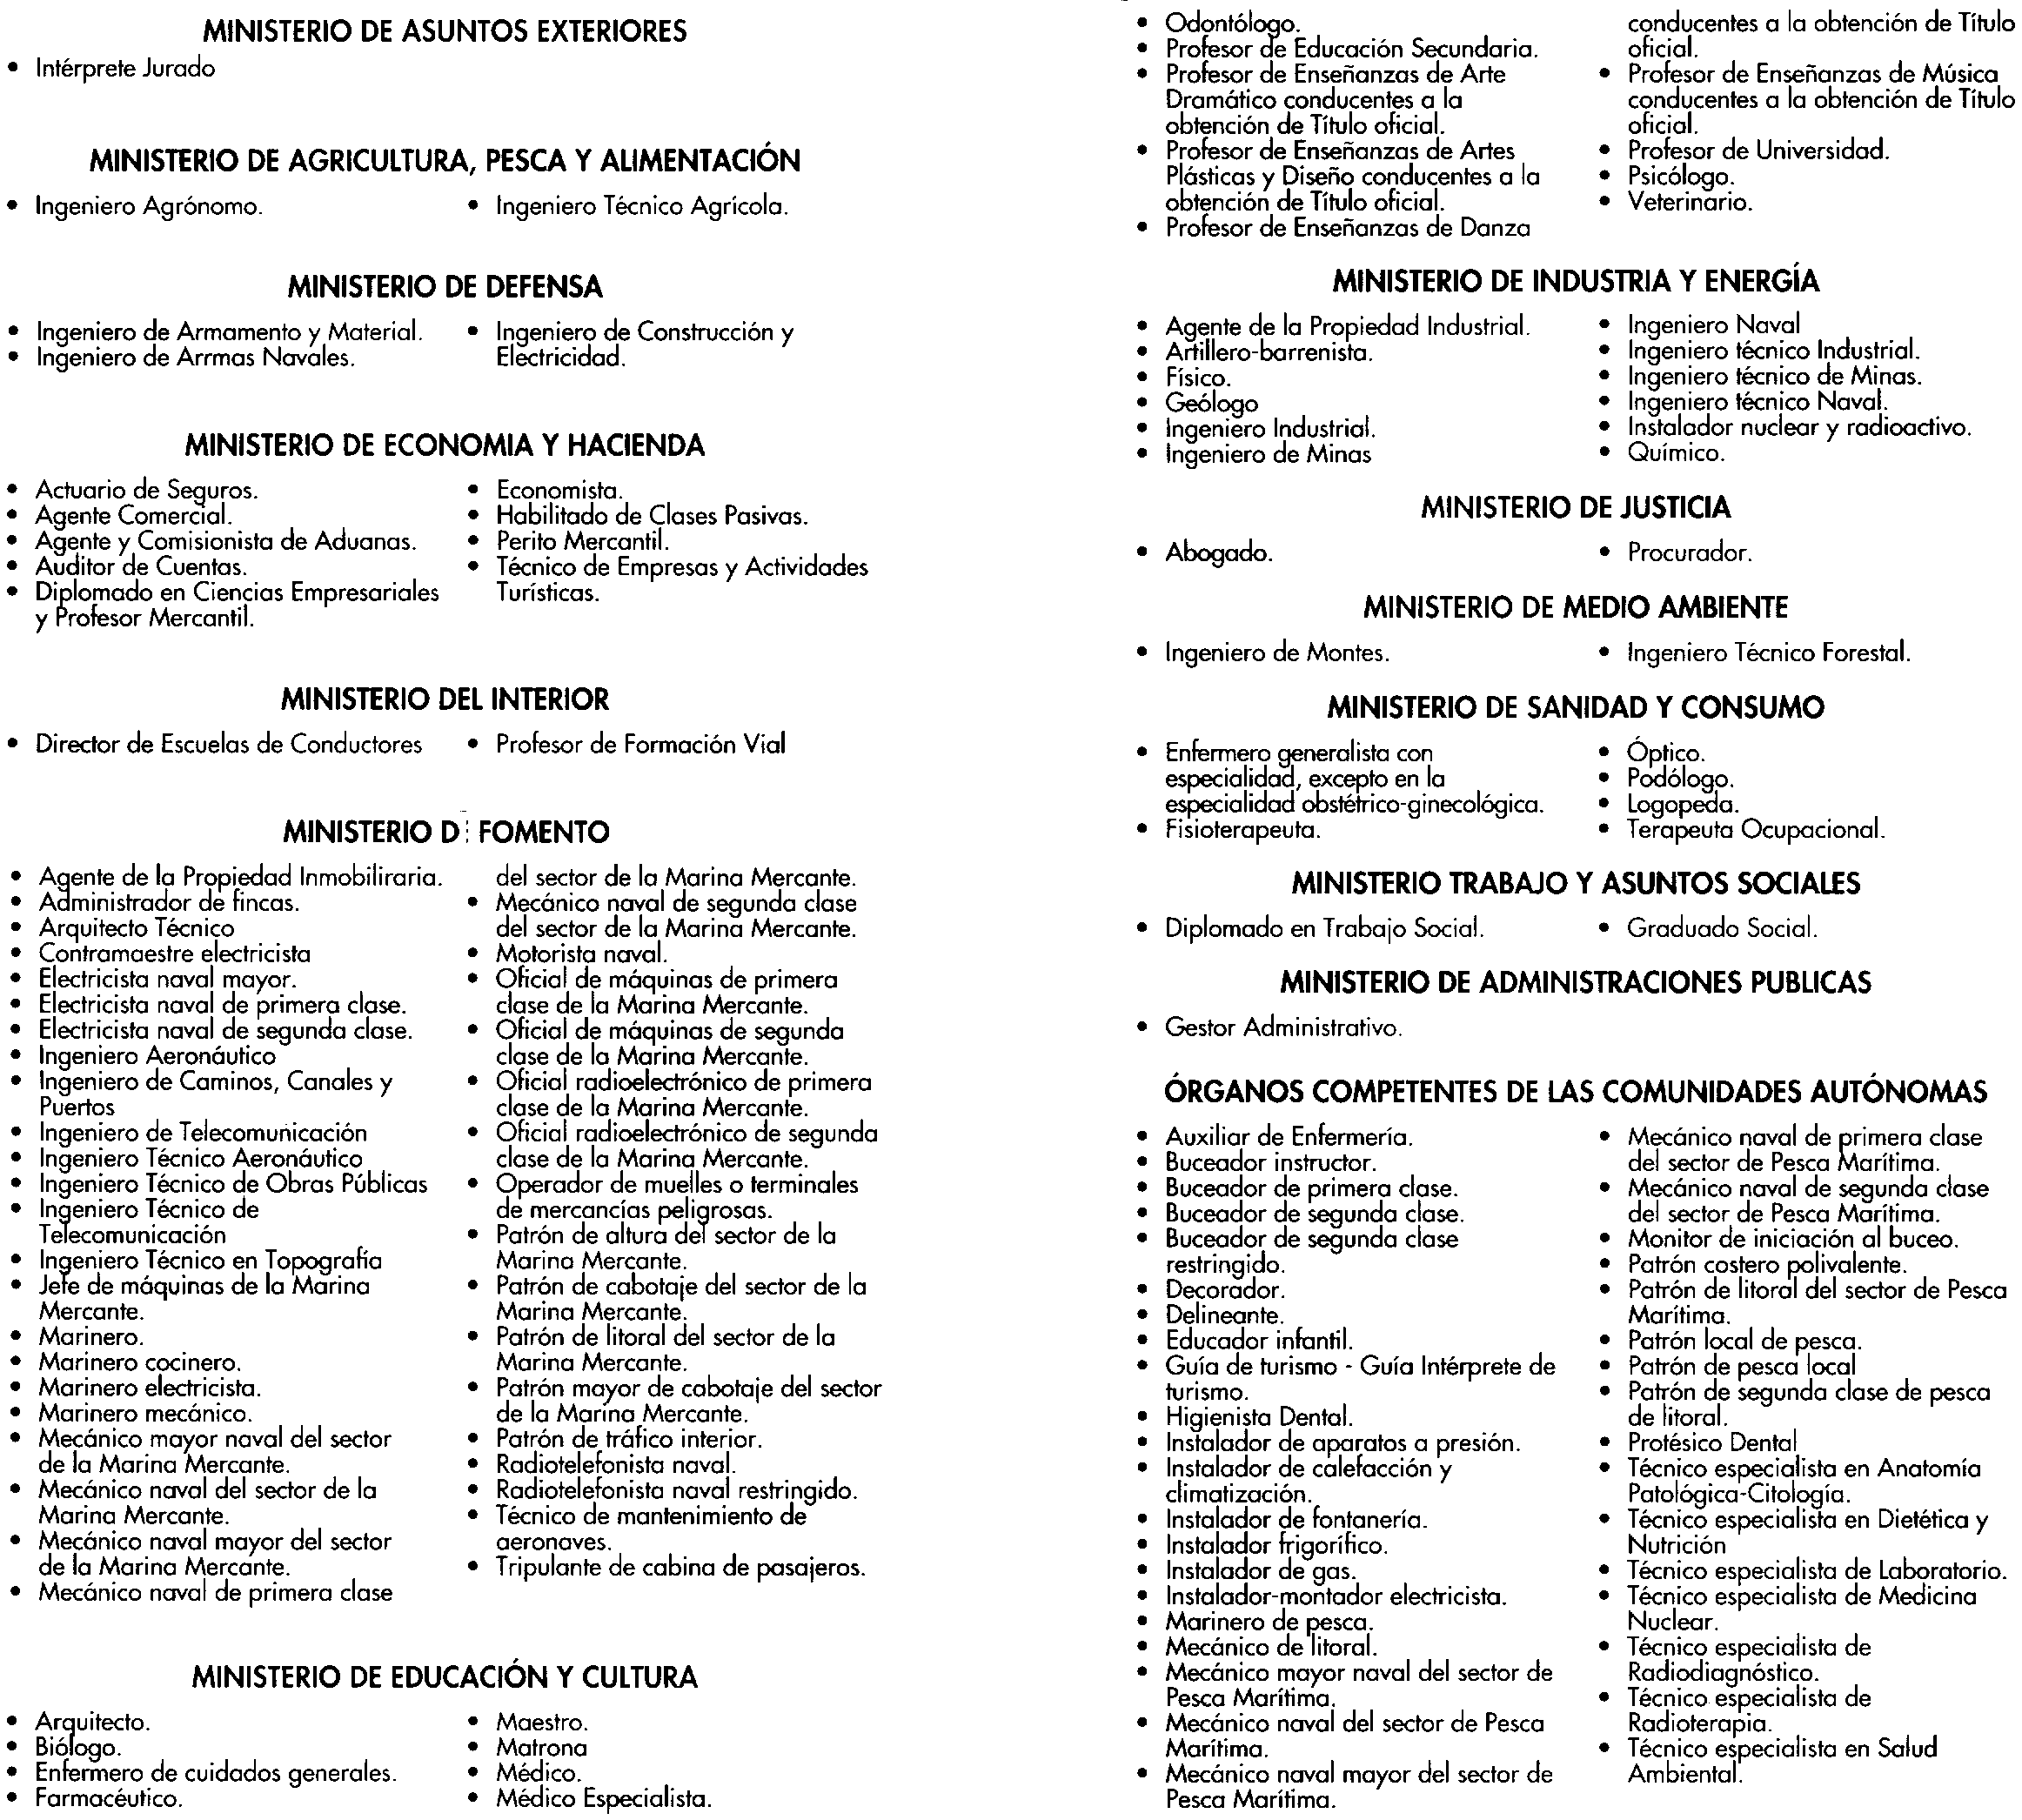 MINISTERIO DE ASUNTOS EXTERIORES
• Intérprete Jurado
MINISTERIO DE AGRICULTURA, PESCA Y ALIMENTACIÓN
• Ingeniero Agrónomo.
• Ingeniero Técnico Agrícola.
MINISTERIO DE DEFENSA
• Ingeniero de Armamento y Material.
• Ingeniero de Arrmas Navales.
• Ingeniero de Construcción y
Electricidad.
MINISTERIO DE ECONOMIA Y HACIENDA
• Actuario de Seguros.
• Agente Comercial.
• Agente y Comisionista de Aduanas.
• Auditor de Cuentas.
• Diplomado en Ciencias Empresariales
y Profesor Mercantil.
• Economista.
• Habilitado de Clases Pasivas.
• Perito Mercantil.
• Técnico de Empresas y Actividades
Turísticas.
MINISTERIO DEL INTERIOR
• Director de Escuelas de Conductores
• Profesor de Formación Vial
MINISTERIO D: FOMENTO
• Agente de la Propiedad Inmobiliraria.
• Administrador de fincas.
• Arquitecto Técnico
• Contramaestre electricista
• Electricista naval mayor.
• Electricista naval de primera clase.
• Electricista naval de segunda clase.
• Ingeniero Aeronáutico
• Ingeniero de Caminos, Canales y
Puertos
• Ingeniero de Telecomunicación
• Ingeniero Técnico Aeronáutico
• Ingeniero Técnico de Obras Públicas
• Ingeniero Técnico de
Telecomunicación
• Ingeniero Técnico en Topografía
• Jefe de máquinas de la Marina
Mercante.
• Marinero.
• Marinero cocinero.
• Marinero electricista.
• Marinero mecánico.
• Mecánico mayor naval del sector
de la Marina Mercante.
• Mecánico naval del sector de la
Marina Mercante.
• Mecánico naval mayor del sector
de la Marina Mercante.
• Mecánico naval de primera clase
del sector de la Marina Mercante.
• Mecánico naval de segunda clase
del sector de la Marina Mercante.
• Motorista naval.
• Oficial de máquinas de primera
clase de la Marina Mercante.
• Oficial de máquinas de segunda
clase de la Marina Mercante.
• Oficial radioelectrónico de primera
clase de la Marina Mercante.
• Oficial radioelectrónico de segunda
clase de la Marina Mercante.
• Operador de muelles o terminales
de mercancías peligrosas.
• Patrón de altura del sector de la
Marina Mercante.
• Patrón de cabotaje del sector de la
Marina Mercante.
• Patrón de litoral del sector de la
Marina Mercante.
• Patrón mayor de cabotaje del sector
de la Marina Mercante.
• Patrón de tráfico interior.
• Radiotelefonista naval.
• Radiotelefonista naval restringido.
• Técnico de mantenimiento de
aeronaves.
• Tripulante de cabina de pasajeros.
MINISTERIO DE EDUCACIÓN Y CULTURA
• Arquitecto.
• Biólogo.
• Enfermero de cuidados generales.
• Farmacéutico.
• Maestro.
• Matrona
• Médico.
• Médico Especialista.
• Odontólogo.
• Profesor de Educación Secundaria.
• Profesor de Enseñanzas de Arte
Dramático conducentes a la
obtención de Título oficial.
• Profesor de Enseñanzas de Artes
Plásticas y Diseño conducentes a la
obtención de Título oficial.
• Profesor de Enseñanzas de Danza
conducentes a la obtención de Título
oficial.
• Profesor de Enseñanzas de Música
conducentes a la obtención de Título
oficial.
• Profesor de Universidad.
• Psicólogo.
• Veterinario.
MINISTERIO DE INDUSTRIA Y ENERGÍA
• Agente de la Propiedad Industrial.
• Artillero-barrenista.
• Físico.
• Geólogo
• Ingeniero Industrial.
• Ingeniero de Minas
• Ingeniero Naval
• Ingeniero técnico Industrial.
• Ingeniero técnico de Minas.
• Ingeniero técnico Naval.
• Instalador nuclear y radioactivo.
• Químico.
MINISTERIO DE JUSTICIA
• Abogado.
• Procurador.
MINISTERIO DE MEDIO AMBIENTE
• Ingeniero de Montes.
• Ingeniero Técnico Forestal.
MINISTERIO DE SANIDAD Y CONSUMO
• Enfermero generalista con
especialidad, excepto en la
especialidad obstétrico-ginecológica.
• Fisioterapeuta.
• Óptico.
• Podólogo.
• Logopeda.
• Terapeuta Ocupacional.
MINISTERIO TRABAJO Y ASUNTOS SOCIALES
• Diplomado en Trabajo Social.
• Graduado Social.
MINISTERIO DE ADMINISTRACIONES PUBLICAS
• Gestor Administrativo.
ÓRGANOS COMPETENTES DE LAS COMUNIDADES AUTÓNOMAS
• Auxiliar de Enfermería.
• Buceador instructor.
• Buceador de primera clase.
• Buceador de segunda clase.
• Buceador de segunda clase
restringido.
• Decorador.
• Delineante.
• Educador infantil.
• Guía de turismo - Guía Intérprete de
turismo.
• Higienista Dental.
• Instalador de aparatos a presión.
• Instalador de calefacción y
climatización.
• Instalador de fontanería.
• Instalador frigorífico.
• Instalador de gas.
• Instalador-montador electricista.
• Marinero de pesca.
• Mecánico de litoral.
• Mecánico mayor naval del sector de
Pesca Marítima.
• Mecánico naval del sector de Pesca
Marítima.
• Mecánico naval mayor del sector de
Pesca Marítima.
• Mecánico naval de primera clase
del sector de Pesca Marítima.
• Mecánico naval de segunda clase
del sector de Pesca Marítima.
• Monitor de iniciación al buceo.
• Patrón costero polivalente.
• Patrón de litoral del sector de Pesca
Marítima.
• Patrón local de pesca.
• Patrón de pesca local
• Patrón de segunda clase de pesca
de litoral.
• Protésico Dental
• Técnico especialista en Anatomía
Patológica-Citología.
• Técnico especialista en Dietética y
Nutrición
• Técnico especialista de Laboratorio.
• Técnico especialista de Medicina
Nuclear.
• Técnico especialista de
Radiodiagnóstico.
• Técnico especialista de
Radioterapia.
• Técnico especialista en Salud
Ambiental.